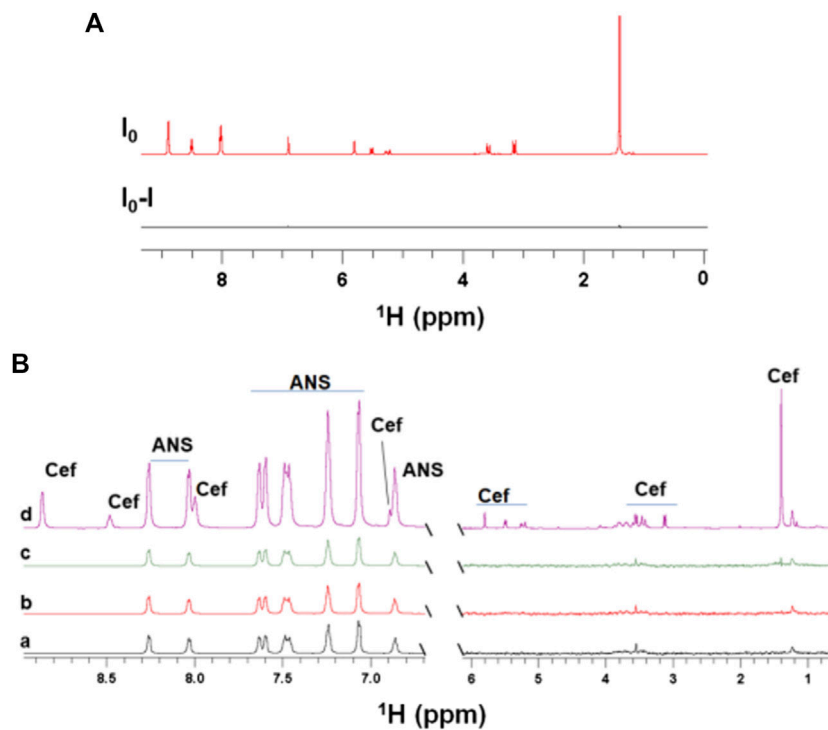 A
I₀
I₀-I
8 6 4 2 0
¹H (ppm)
B
ANS
Cef
Cef
ANS
Cef
ANS
Cef
Cef
Cef
Cef
Cef
d
c
b
a
8.5 8.0 7.5 7.0 6 5 4 3 2 1
¹H (ppm)